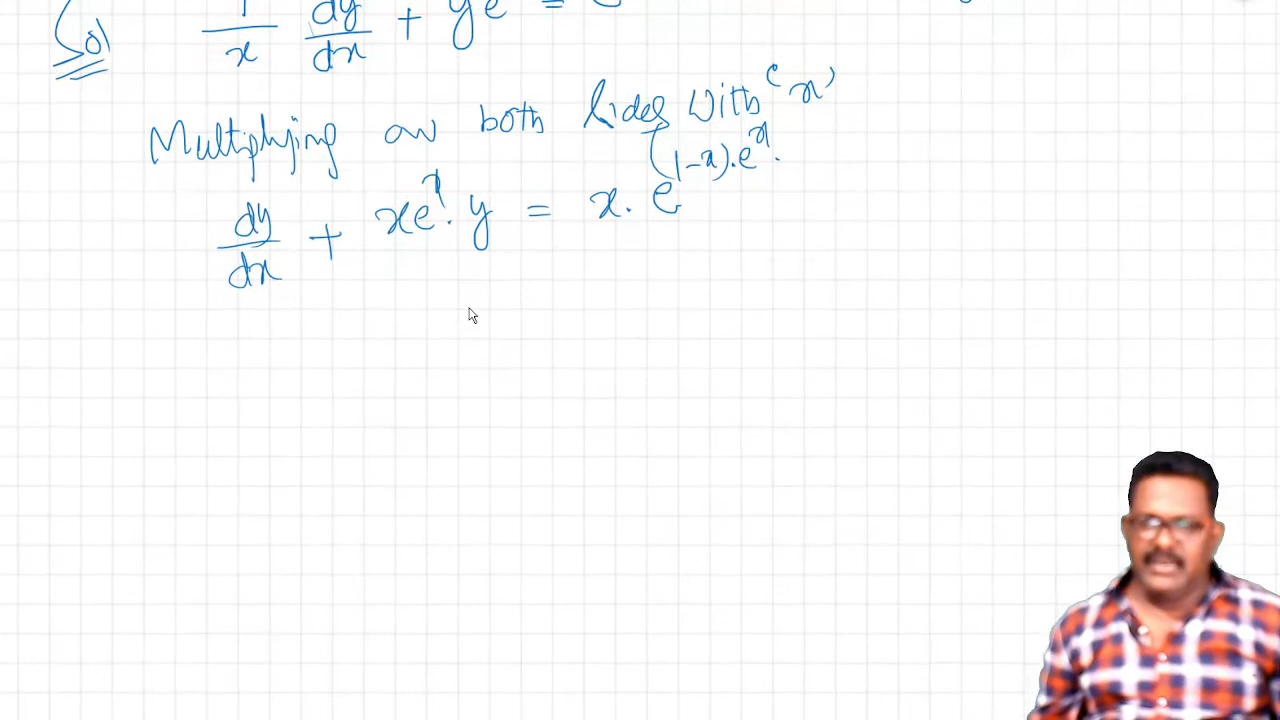 Sol 1/x dy/dx + ye =
Multiplying on both sides with 'x'
dy/dx + xe^x. y = x. e^(1-x).e^x.